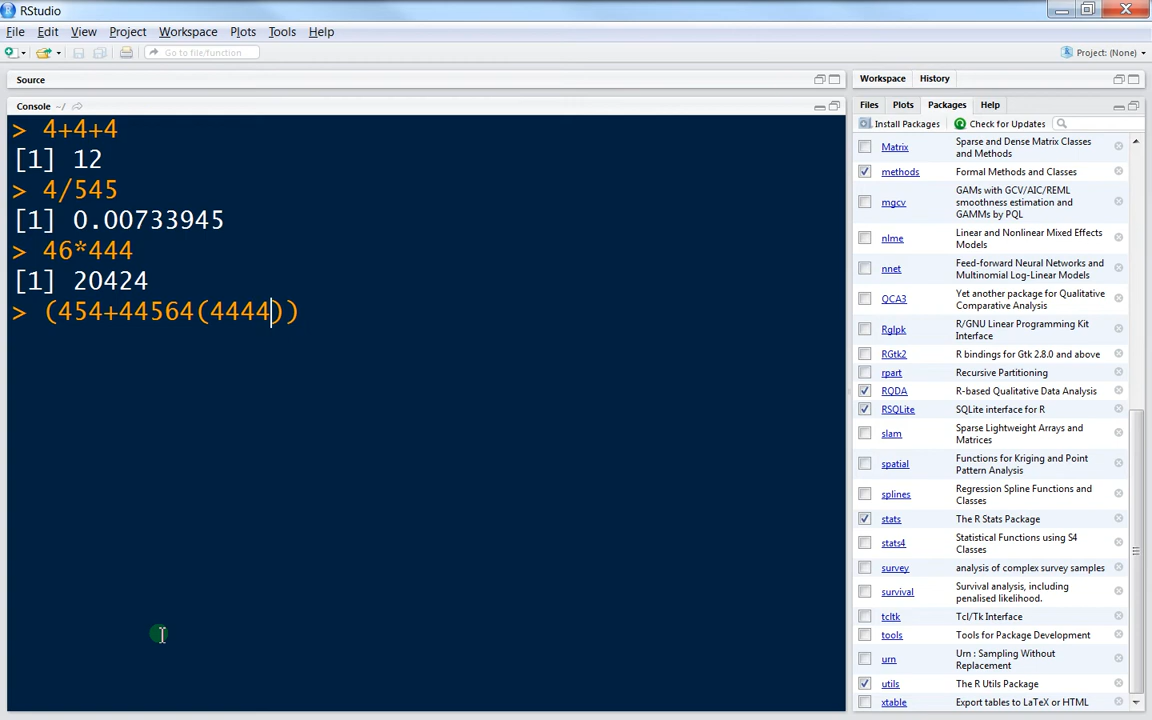 RStudio
File Edit View Project Workspace Plots Tools Help
Go to file/function
Project: (None)
Source
Console ~/
> 4+4+4
[1] 12
> 4/545
[1] 0.00733945
> 46*444
[1] 20424
> (454+44564(4444))
Workspace History
Files Plots Packages Help
Install Packages Check for Updates
Matrix Sparse and Dense Matrix Classes
and Methods
methods Formal Methods and Classes
mgcv GAMs with GCV/AIC/REML
smoothness estimation and
GAMMs by PQL
nlme Linear and Nonlinear Mixed Effects
Models
nnet Feed-forward Neural Networks and
Multinomial Log-Linear Models
QCA3 Yet another package for Qualitative
Comparative Analysis
Rglpk R/GNU Linear Programming Kit
Interface
RGtk2 R bindings for Gtk 2.8.0 and above
rpart Recursive Partitioning
RQDA R-based Qualitative Data Analysis
RSQLite SQLite interface for R
slam Sparse Lightweight Arrays and
Matrices
spatial Functions for Kriging and Point
Pattern Analysis
splines Regression Spline Functions and
Classes
stats The R Stats Package
stats4 Statistical Functions using S4
Classes
survey analysis of complex survey samples
survival Survival analysis, including
penalised likelihood.
tcltk Tcl/Tk Interface
tools Tools for Package Development
urn Urn : Sampling Without
Replacement
utils The R Utils Package
xtable Export tables to LaTeX or HTML